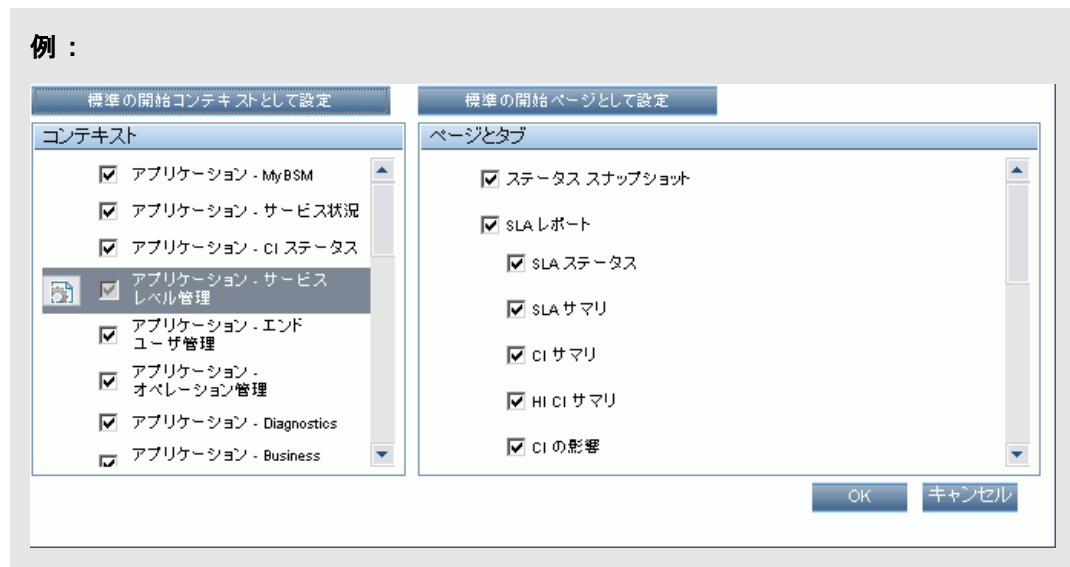 例：
標準の開始コンテキストとして設定
標準の開始ページとして設定
コンテキスト
アプリケーション - MyBSM
アプリケーション - サービス状況
アプリケーション - CI ステータス
アプリケーション - サービス
レベル管理
アプリケーション - エンド
ユーザ管理
アプリケーション -
オペレーション管理
アプリケーション - Diagnostics
アプリケーション - Business
ページとタブ
ステータス スナップショット
SLA レポート
SLA ステータス
SLA サマリ
CI サマリ
HI CI サマリ
CI の影響
OK
キャンセル